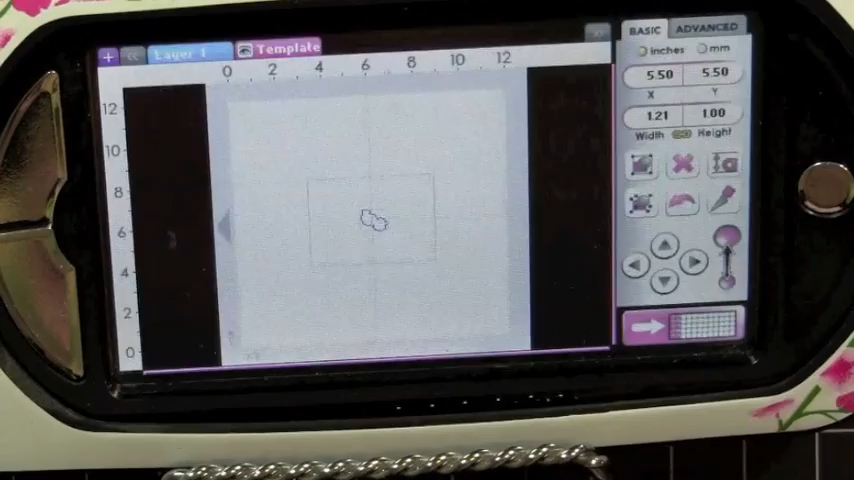 + << Layer 1 Template
BASIC ADVANCED
inches mm
0 2 4 6 8 10 12
5.50 5.50
X Y
1.21 1.00
Width Height
12
10
8
6
4
2
0